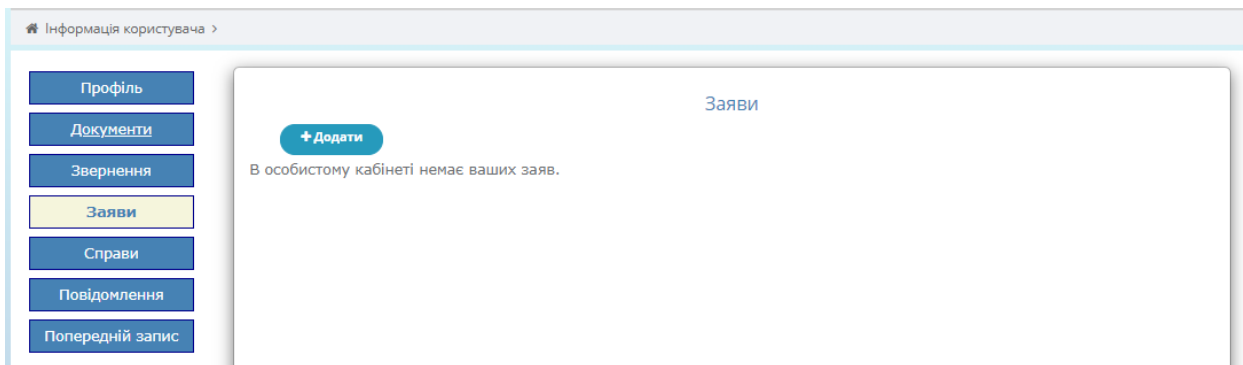 Інформація користувача >
Профіль
Документи
Звернення
Заяви
Справи
Повідомлення
Попередній запис
Заяви
+ Додати
В особистому кабінеті немає ваших заяв.